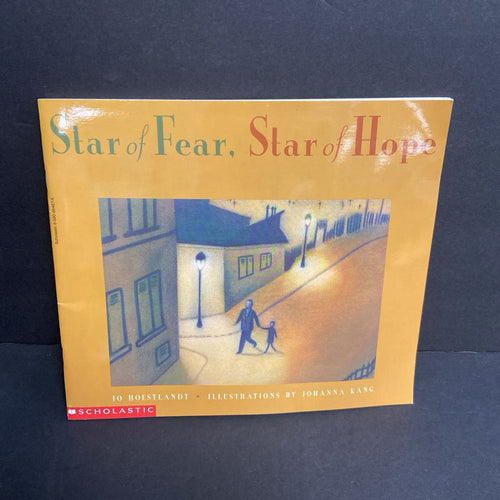 Star of Fear, Star of Hope
JO HOESTLANDT • ILLUSTRATIONS BY JOHANNA KANG
SCHOLASTIC